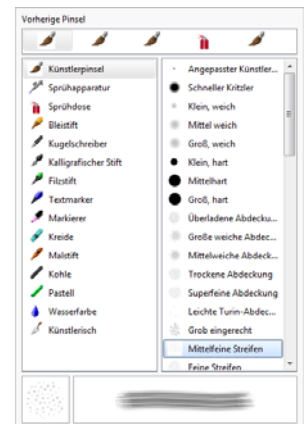 Vorherige Pinsel
Künstlerpinsel
Sprühapparatur
Sprühdose
Bleistift
Kugelschreiber
Kalligrafischer Stift
Filzstift
Textmarker
Markierer
Kreide
Malstift
Kohle
Pastell
Wasserfarbe
Künstlerisch
Angepasster Künstler...
Schneller Kritzler
Klein, weich
Mittel weich
Groß, weich
Klein, hart
Mittelhart
Groß, hart
Überladene Abdecku...
Große weiche Abdec...
Mittelweiche Abdeck...
Trockene Abdeckung
Superfeine Abdeckung
Leichte Turin-Abdec...
Grob eingerecht
Mittelfeine Streifen
Feine Streifen